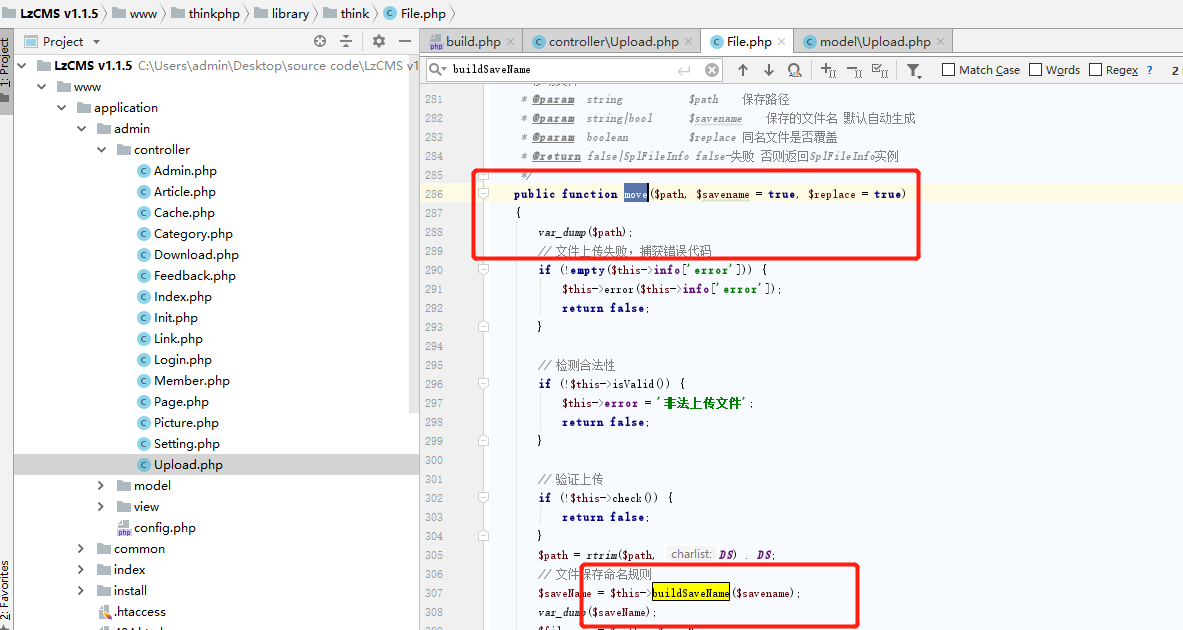 LzCMS v1.1.5 www thinkphp library think File.php
Project
1: Project
LzCMS v1.1.5 C:\Users\admin\Desktop\source code\LzCMS v1
www
application
admin
controller
Admin.php
Article.php
Cache.php
Category.php
Download.php
Feedback.php
Index.php
Init.php
Link.php
Login.php
Member.php
Page.php
Picture.php
Setting.php
Upload.php
model
view
config.php
common
index
install
.htaccess
2: Favorites
build.php controller\Upload.php File.php model\Upload.php
buildSaveName Match Case Words Regex ? 2
281 * @param string $path 保存路径
282 * @param string|bool $savename 保存的文件名 默认自动生成
283 * @param boolean $replace 同名文件是否覆盖
284 * @return false|SplFileInfo false-失败 否则返回SplFileInfo实例
285 */
286 public function move($path, $savename = true, $replace = true)
287 {
288 var_dump($path);
289 // 文件上传失败，捕获错误代码
290 if (!empty($this->info['error'])) {
291 $this->error($this->info['error']);
292 return false;
293 }
294
295 // 检测合法性
296 if (!$this->isValid()) {
297 $this->error = '非法上传文件';
298 return false;
299 }
300
301 // 验证上传
302 if (!$this->check()) {
303 return false;
304 }
305 $path = rtrim($path, charlist: DS) . DS;
306 // 文件保存命名规则
307 $saveName = $this->buildSaveName($savename);
308 var_dump($saveName);